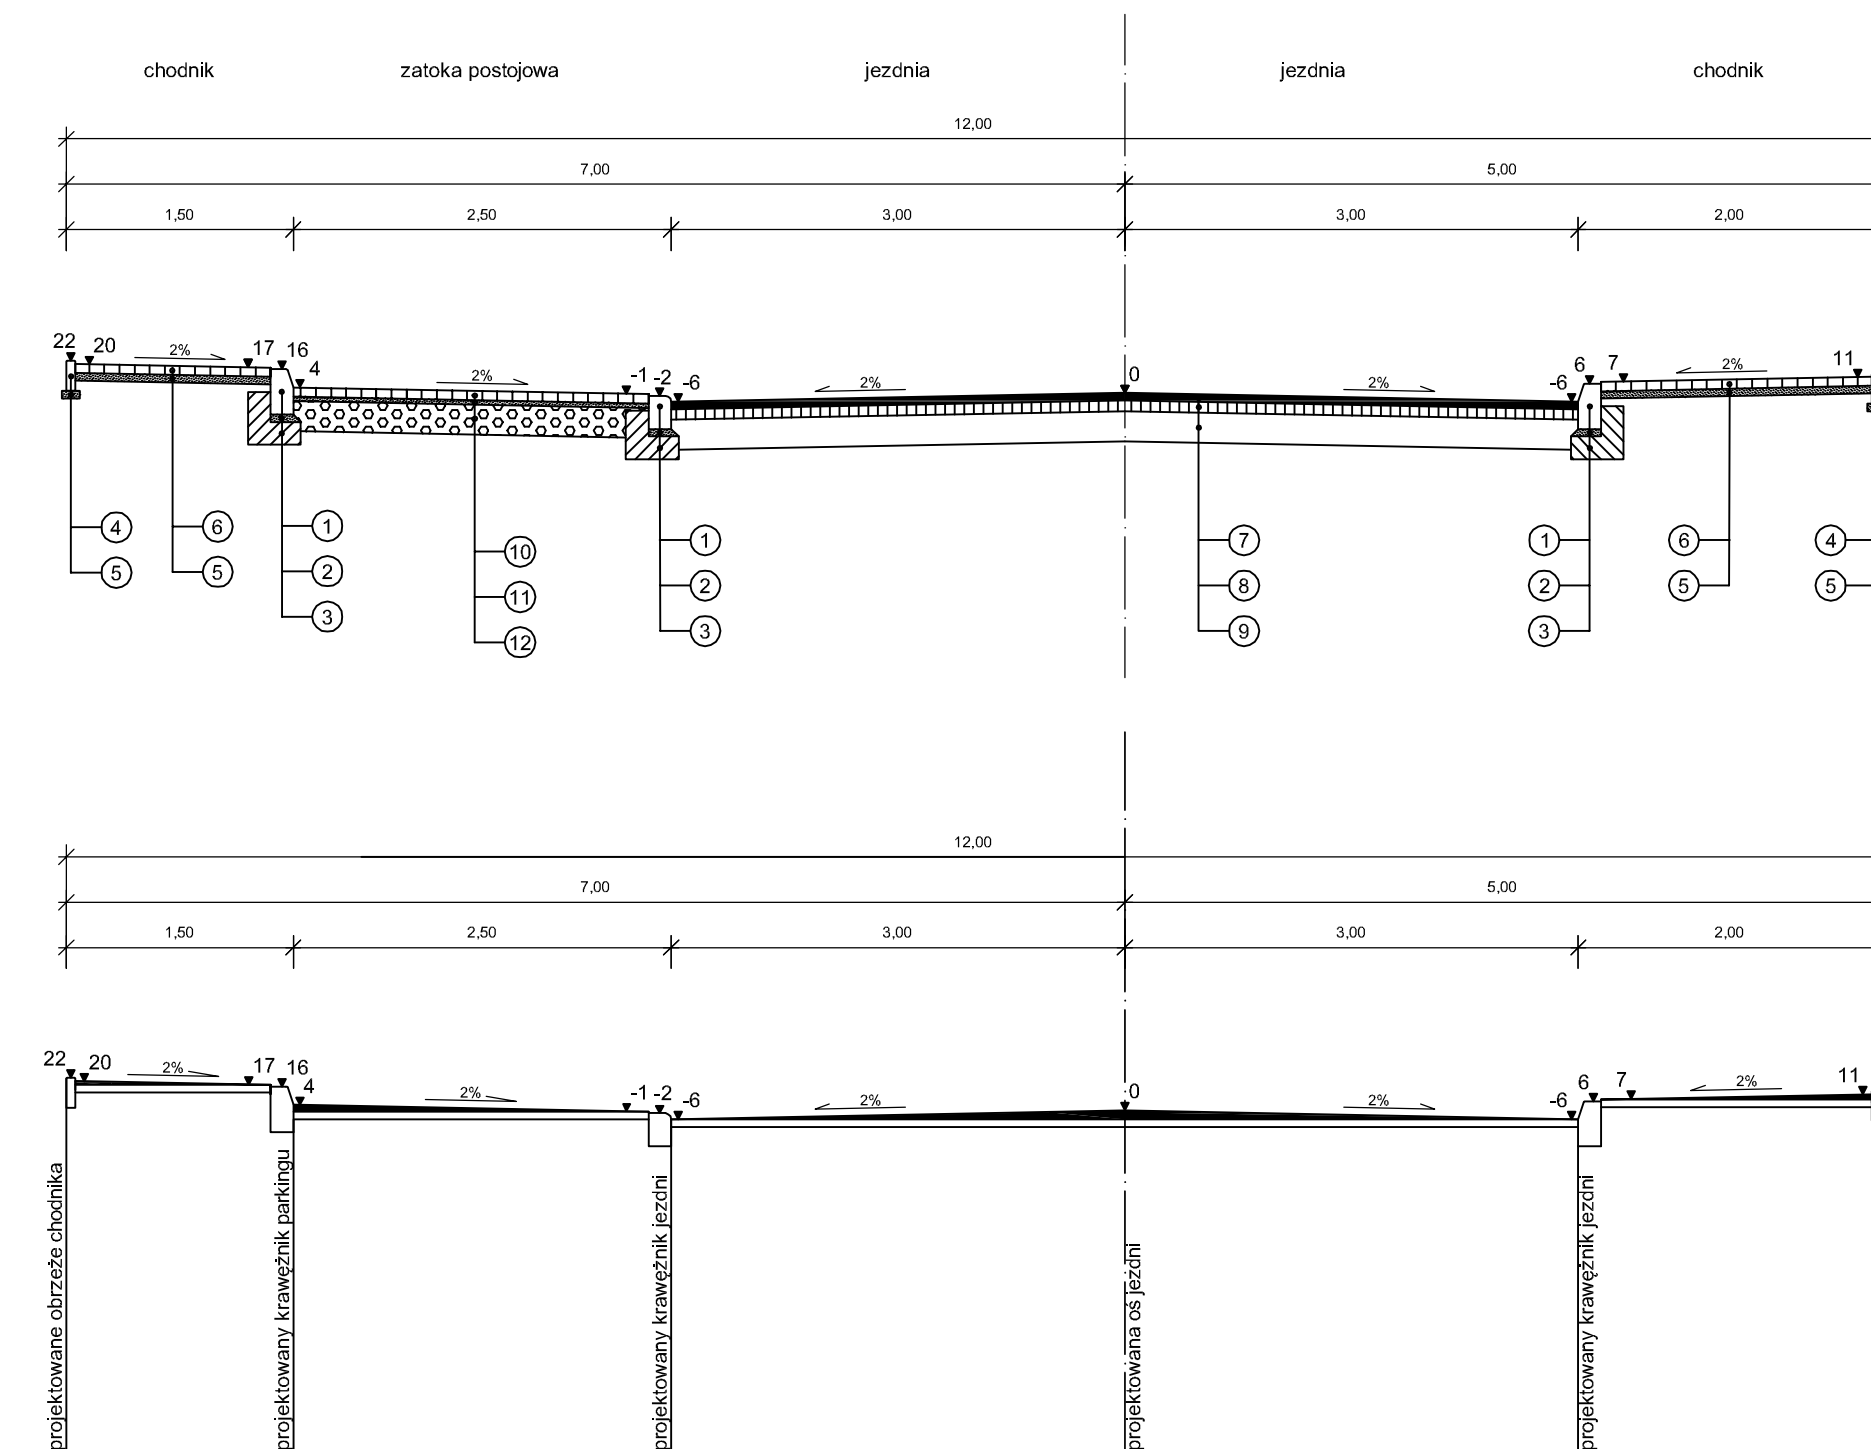 chodnik zatoka postojowa jezdnia jezdnia chodnik
12,00
7,00 5,00
1,50 2,50 3,00 3,00 2,00
22 20 2% 17 16 4 2% -1 -2 -6 2% 0 2% -6 6 7 2% 11
4 6 1 10 1 7 1 6 4
5 5 2 11 2 8 2 5 5
3 12 3 9 3
12,00
7,00 5,00
1,50 2,50 3,00 3,00 2,00
22 20 2% 17 16 4 2% -1 -2 -6 2% 0 2% -6 6 7 2% 11
projektowane obrzeże chodnika
projektowany krawężnik parkingu
projektowany krawężnik jezdni
projektowana oś jezdni
projektowany krawężnik jezdni